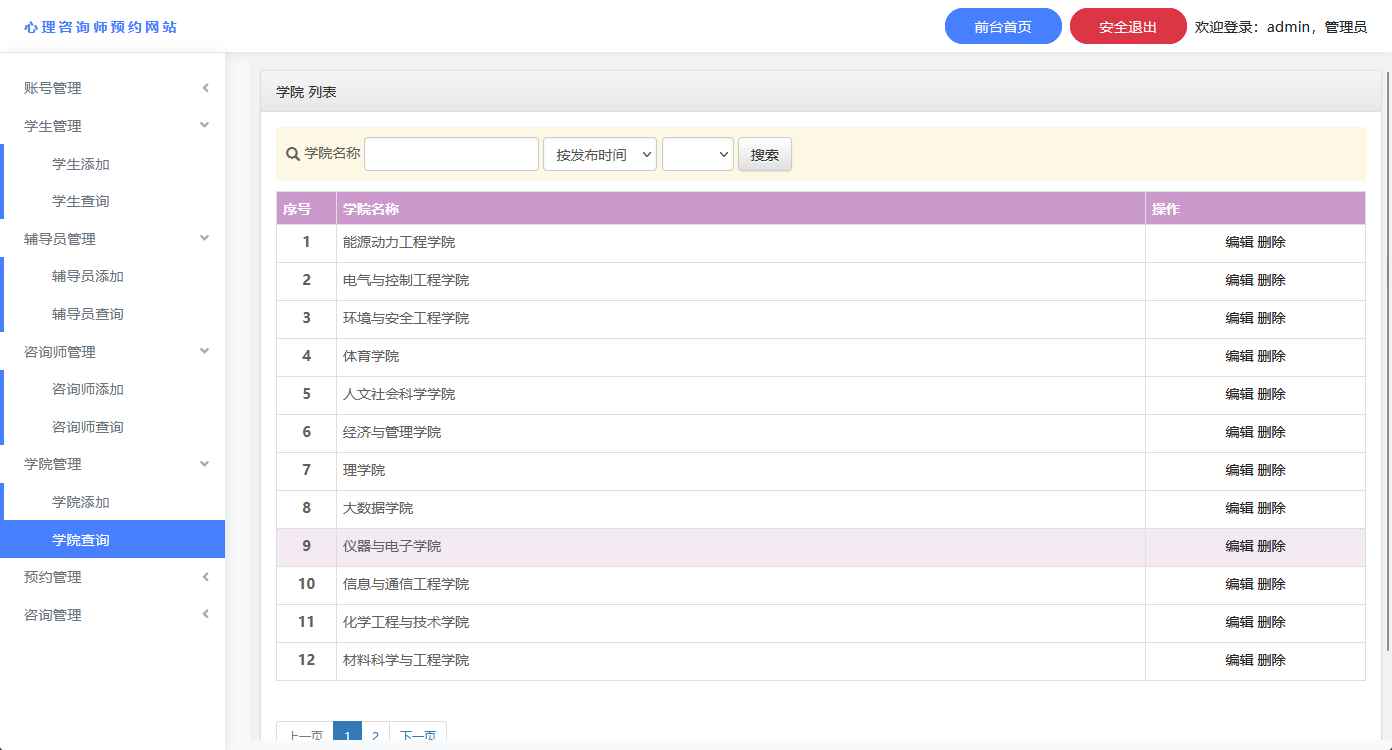 心理咨询师预约网站
前台首页 安全退出 欢迎登录：admin，管理员
账号管理
学生管理
学生添加
学生查询
辅导员管理
辅导员添加
辅导员查询
咨询师管理
咨询师添加
咨询师查询
学院管理
学院添加
学院查询
预约管理
咨询管理
学院 列表
学院名称 按发布时间 搜索
序号 学院名称 操作
1 能源动力工程学院 编辑 删除
2 电气与控制工程学院 编辑 删除
3 环境与安全工程学院 编辑 删除
4 体育学院 编辑 删除
5 人文社会科学学院 编辑 删除
6 经济与管理学院 编辑 删除
7 理学院 编辑 删除
8 大数据学院 编辑 删除
9 仪器与电子学院 编辑 删除
10 信息与通信工程学院 编辑 删除
11 化学工程与技术学院 编辑 删除
12 材料科学与工程学院 编辑 删除
上一页 1 2 下一页